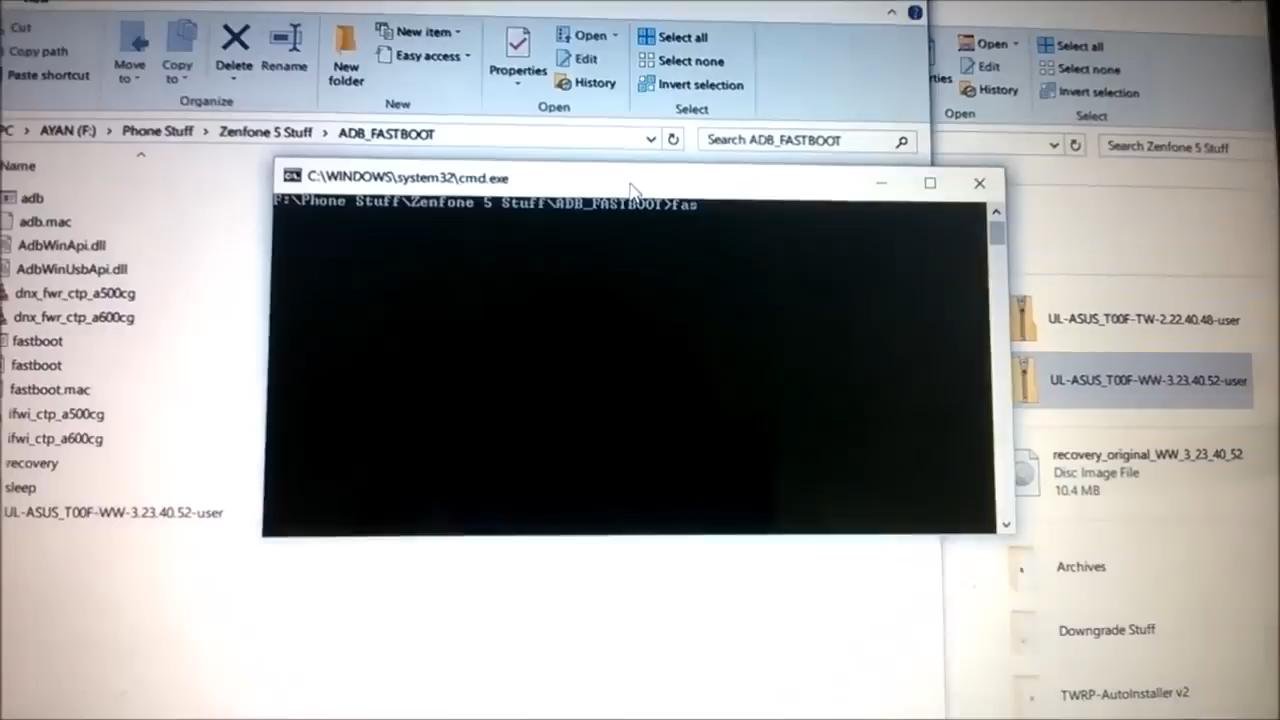 Cut
Copy path
Paste shortcut
Move to
Copy to
Delete
Rename
Organize
New folder
New item
Easy access
New
Properties
Open
Edit
History
Open
Select all
Select none
Invert selection
Select
Open
Edit
History
Open
Select all
Select none
Invert selection
Select
PC > AYAN (F:) > Phone Stuff > Zenfone 5 Stuff > ADB_FASTBOOT
Search ADB_FASTBOOT
Search Zenfone 5 Stuff
Name
adb
adb.mac
AdbWinApi.dll
AdbWinUsbApi.dll
dnx_fwr_ctp_a500cg
dnx_fwr_ctp_a600cg
fastboot
fastboot
fastboot.mac
ifwi_ctp_a500cg
ifwi_ctp_a600cg
recovery
sleep
UL-ASUS_T00F-WW-3.23.40.52-user
C:\WINDOWS\system32\cmd.exe
F:\Phone Stuff\Zenfone 5 Stuff\ADB_FASTBOOT>fas
UL-ASUS_T00F-TW-2.22.40.48-user
UL-ASUS_T00F-WW-3.23.40.52-user
recovery_original_WW_3_23_40_52
Disc Image File
10.4 MB
Archives
Downgrade Stuff
TWRP-AutoInstaller v2